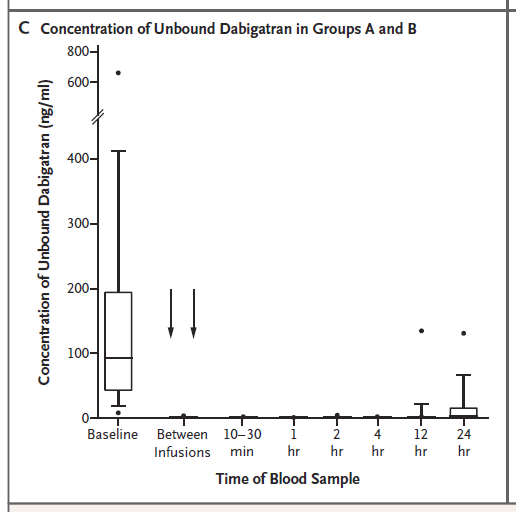 C Concentration of Unbound Dabigatran in Groups A and B
Concentration of Unbound Dabigatran (ng/ml)
800
600
400
300
200
100
0
Baseline Between Infusions 10–30 min 1 hr 2 hr 4 hr 12 hr 24 hr
Time of Blood Sample